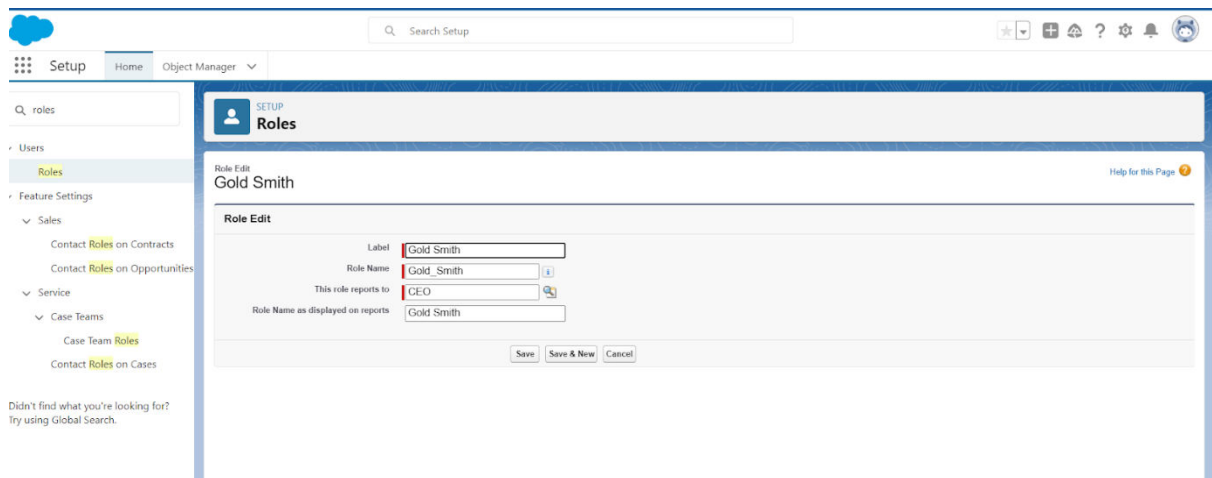 Search Setup
Setup
Home
Object Manager
roles
Users
Roles
Feature Settings
Sales
Contact Roles on Contracts
Contact Roles on Opportunities
Service
Case Teams
Case Team Roles
Contact Roles on Cases
Didn't find what you're looking for?
Try using Global Search.
SETUP
Roles
Role Edit
Gold Smith
Help for this Page
Role Edit
Label Gold Smith
Role Name Gold_Smith
This role reports to CEO
Role Name as displayed on reports Gold Smith
Save Save & New Cancel